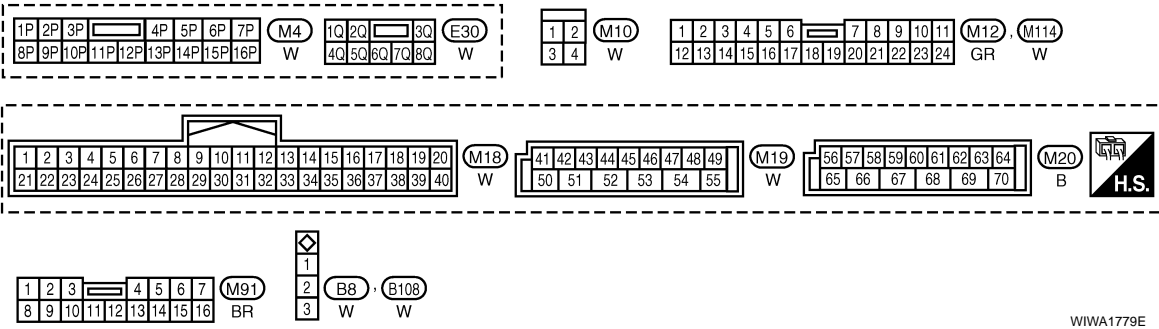 1P 2P 3P 4P 5P 6P 7P M4
8P 9P 10P 11P 12P 13P 14P 15P 16P W
1Q 2Q 3Q E30
4Q 5Q 6Q 7Q 8Q W
1 2 M10
3 4 W
1 2 3 4 5 6 7 8 9 10 11 M12 , M114
12 13 14 15 16 17 18 19 20 21 22 23 24 GR W
1 2 3 4 5 6 7 8 9 10 11 12 13 14 15 16 17 18 19 20 M18
21 22 23 24 25 26 27 28 29 30 31 32 33 34 35 36 37 38 39 40 W
41 42 43 44 45 46 47 48 49 M19
50 51 52 53 54 55 W
56 57 58 59 60 61 62 63 64 M20
65 66 67 68 69 70 B
H.S.
1 2 3 4 5 6 7 M91
8 9 10 11 12 13 14 15 16 BR
1
2 B8 , B108
3 W W
WIWA1779E